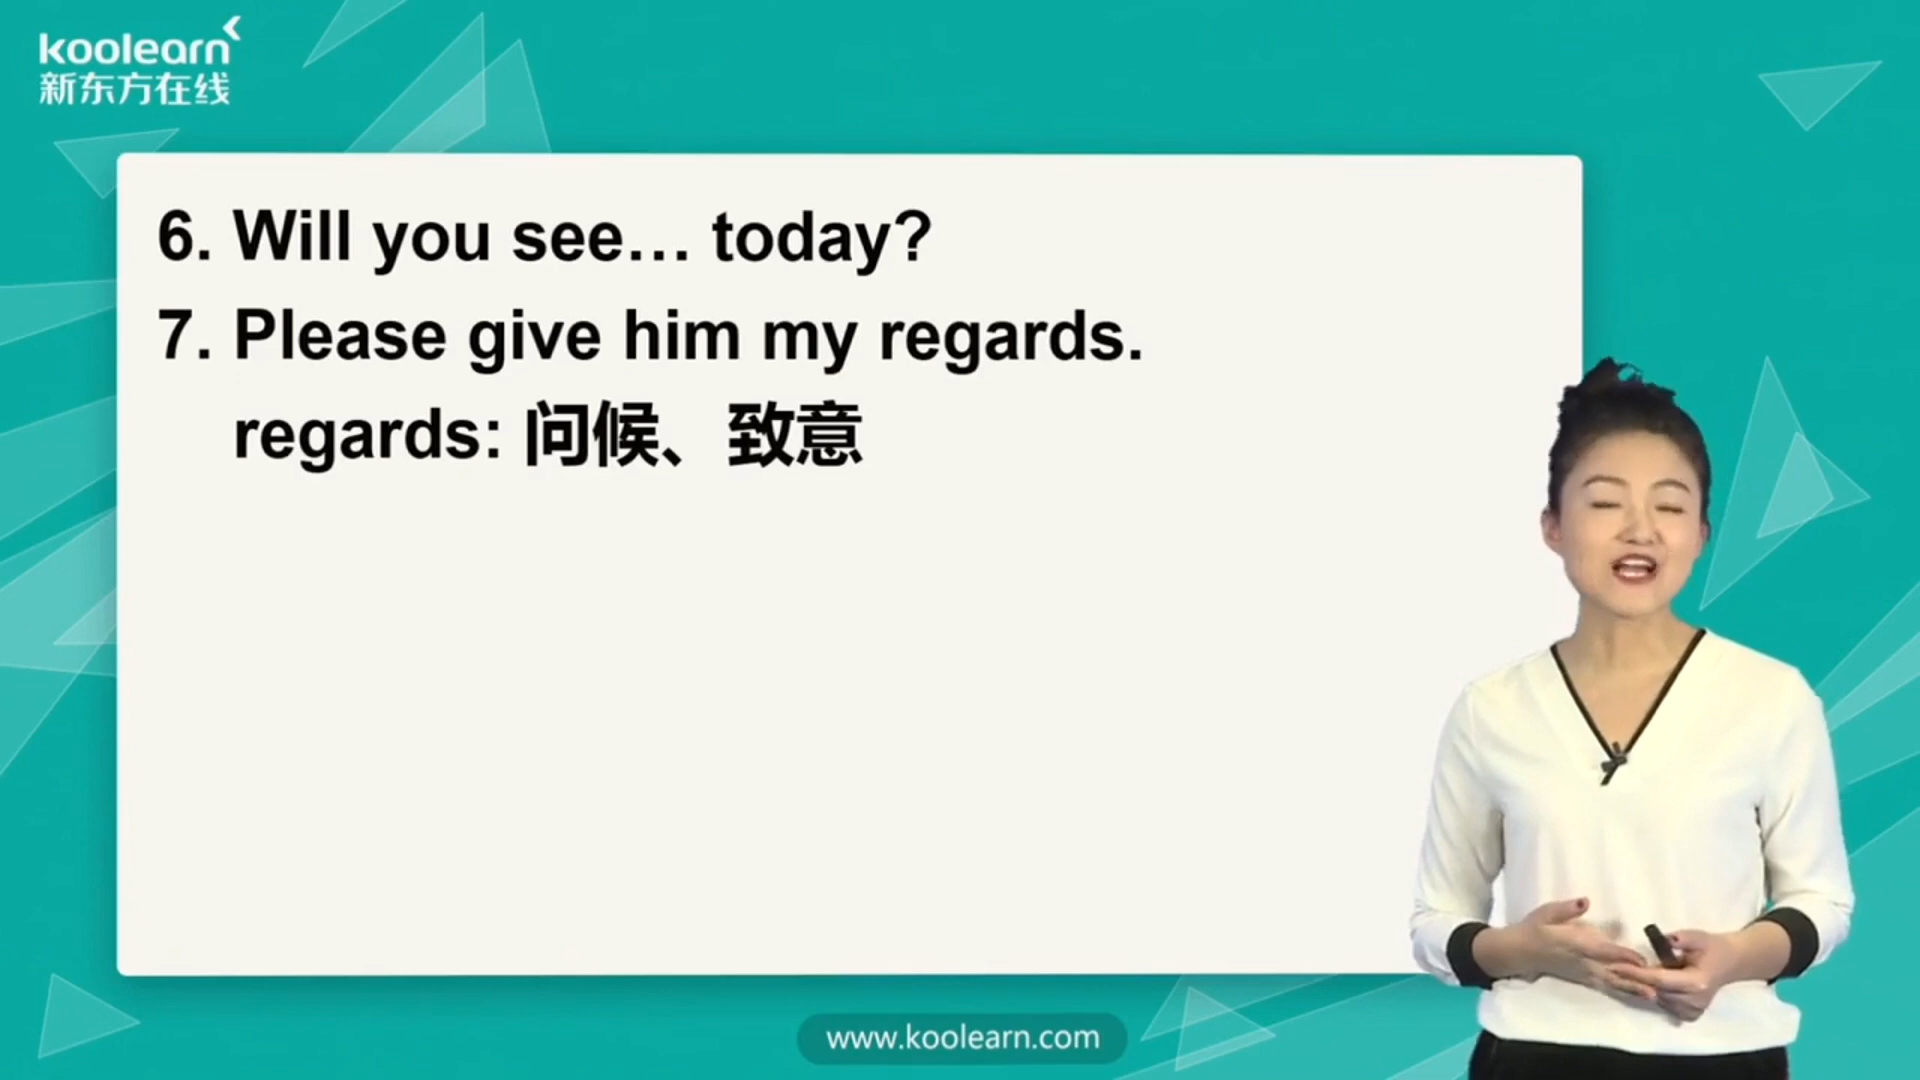 koolearn
新东方在线
6. Will you see… today?
7. Please give him my regards.
regards: 问候、致意
www.koolearn.com